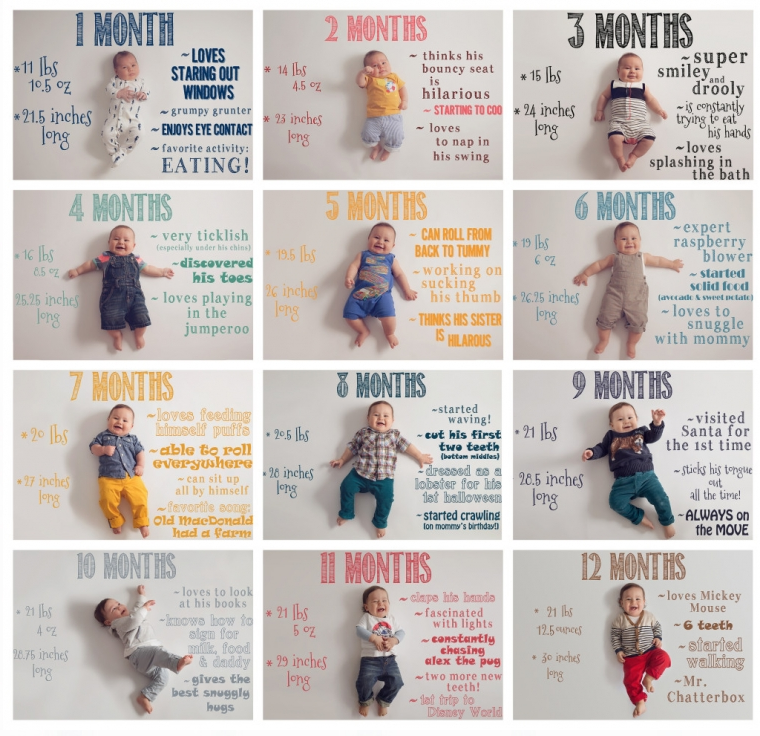 1 MONTH
*11 lbs
10.5 oz
*21.5 inches
long
~ LOVES
STARING OUT
WINDOWS
~ grumpy grunter
~ ENJOYS EYE CONTACT
~ favorite activity:
EATING!
2 MONTHS
* 14 lbs
4.5 oz
* 23 inches
long
~ thinks his
bouncy seat
is
hilarious
~ STARTING TO COO
~ loves
to nap in
his swing
3 MONTHS
* 15 lbs
* 24 inches
long
~super
smiley and
drooly
~is constantly
trying to eat
his hands
~loves
splashing in
the bath
4 MONTHS
* 16 lbs
8.5 oz
25.25 inches
long
~ very ticklish
(especially under his chins)
~discovered
his toes
~ loves playing
in the
jumperoo
5 MONTHS
* 19.5 lbs
26 inches
long
~ CAN ROLL FROM
BACK TO TUMMY
~ working on
sucking
his thumb
~ THINKS HIS SISTER
IS
HILAROUS
6 MONTHS
* 19 lbs
6 oz
* 26.25 inches
long
~expert
raspberry
blower
~started
solid food
(avocado & sweet potato)
~loves to
snuggle
with mommy
7 MONTHS
* 20 lbs
*27 inches
long
~loves feeding
himself puffs
~able to roll
everywhere
~ can sit up
all by himself
~favorite song:
Old MacDonald
had a farm
8 MONTHS
* 20.5 lbs
* 28 inches
long
~started
waving!
~cut his first
two teeth
(bottom middles)
~dressed as a
lobster for his
1st halloween
~started crawling
(on mommy's birthday!)
9 MONTHS
* 21 lbs
28.5 inches
long
~visited
Santa for
the 1st time
~sticks his tongue
out
all the time!
~ALWAYS on
the MOVE
10 MONTHS
* 21 lbs
4 oz
28.75 inches
long
~loves to look
at his books
~knows how to
sign for
milk, food
& daddy
~gives the
best snuggly
hugs
11 MONTHS
* 21 lbs
5 oz
* 29 inches
long
~claps his hands
~fascinated
with lights
~constantly
chasing
alex the pug
~two more new
teeth!
~1st trip to
Disney World
12 MONTHS
* 21 lbs
12.5 ounces
* 30 inches
long
~loves Mickey
Mouse
~6 teeth
~started
walking
~Mr.
Chatterbox